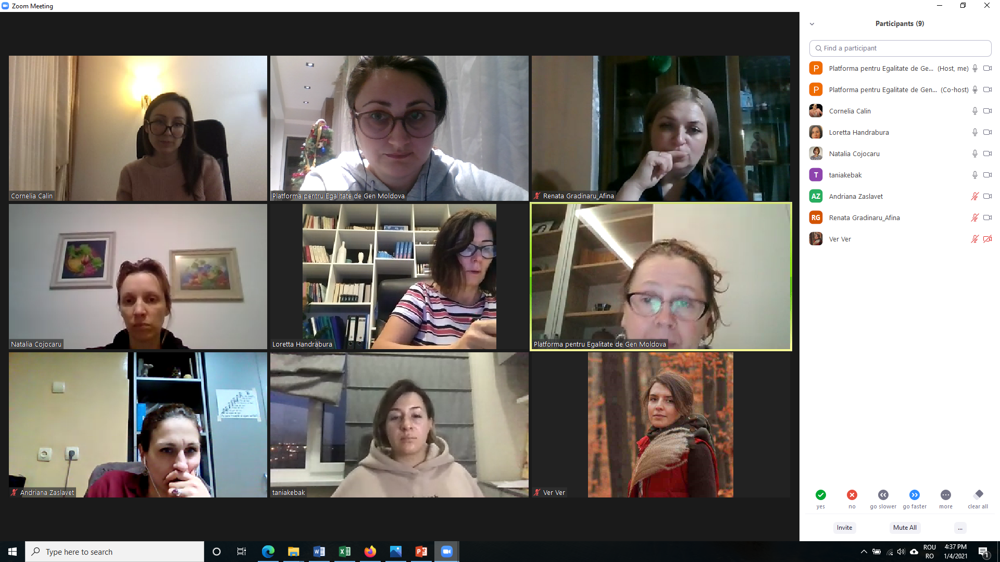 Zoom Meeting
Cornelia Calin
Platforma pentru Egalitate de Gen Moldova
Renata Gradinaru_Afina
Natalia Cojocaru
Loretta Handrabura
Platforma pentru Egalitate de Gen Moldova
Andriana Zaslavet
taniakebak
Ver Ver
Participants (9)
Find a participant
P Platforma pentru Egalitate de Ge... (Host, me)
P Platforma pentru Egalitate de Gen... (Co-host)
Cornelia Calin
Loretta Handrabura
Natalia Cojocaru
T taniakebak
AZ Andriana Zaslavet
RG Renata Gradinaru_Afina
Ver Ver
yes no go slower go faster more clear all
Invite Mute All ...
Type here to search
ROU
RO
4:37 PM
1/4/2021
1